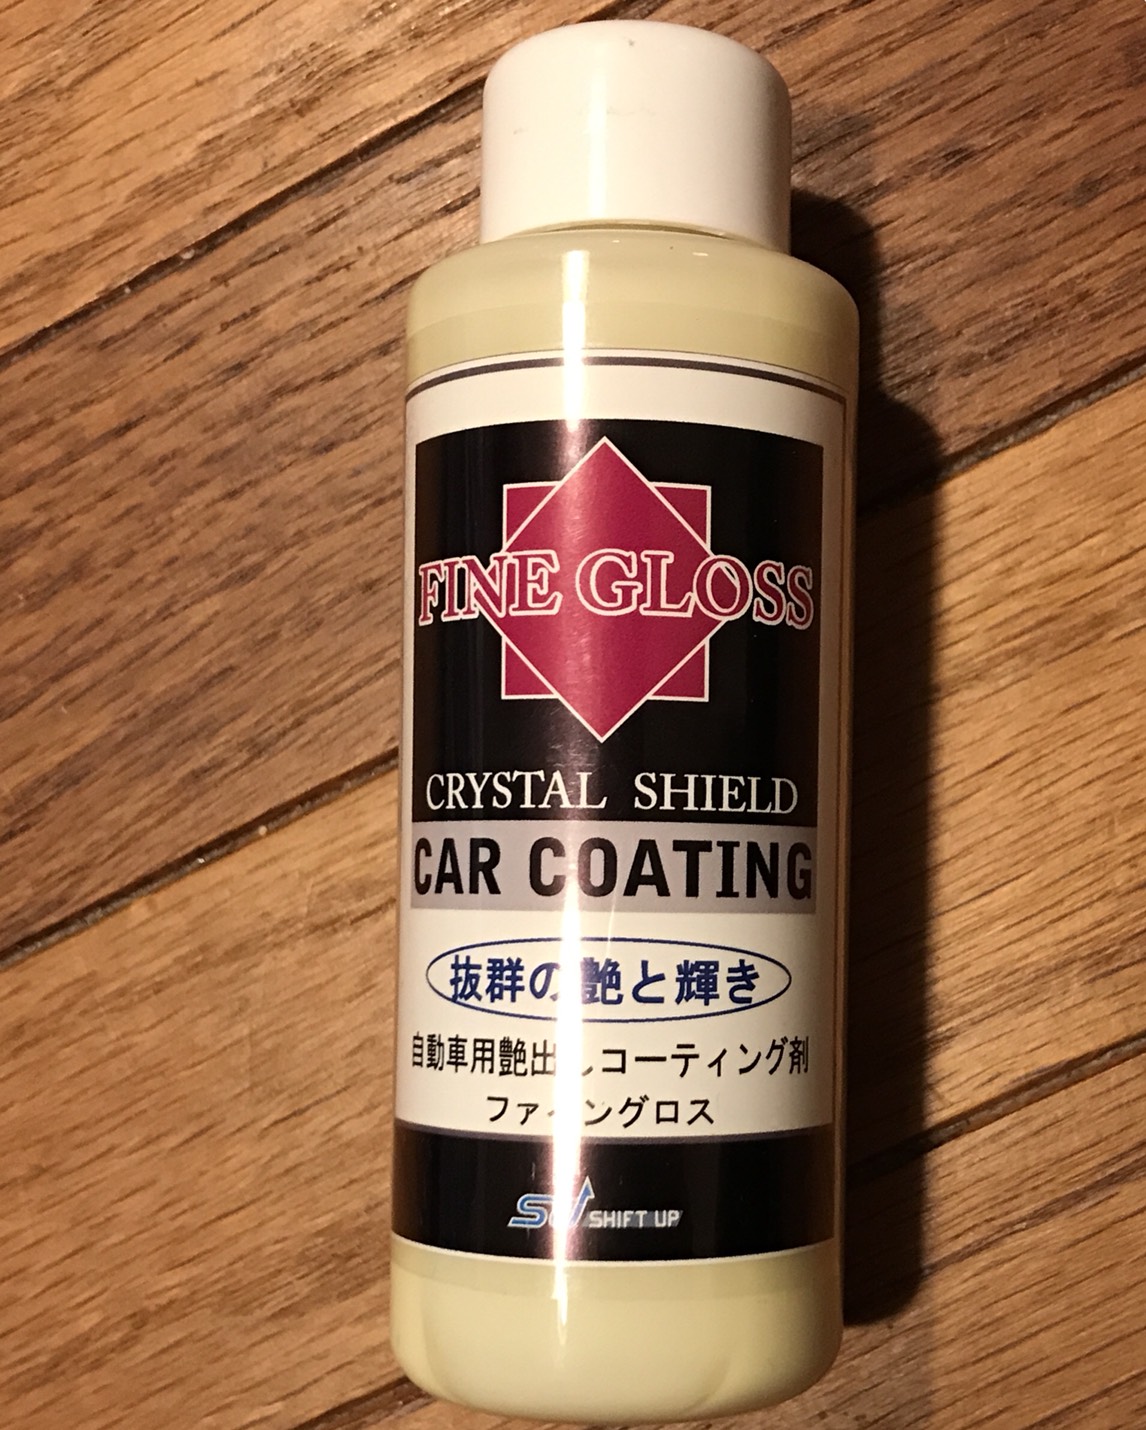 FINE GLOSS
CRYSTAL SHIELD
CAR COATING
抜群の艶と輝き
自動車用艶出しコーティング剤
ファイングロス
SHIFT UP